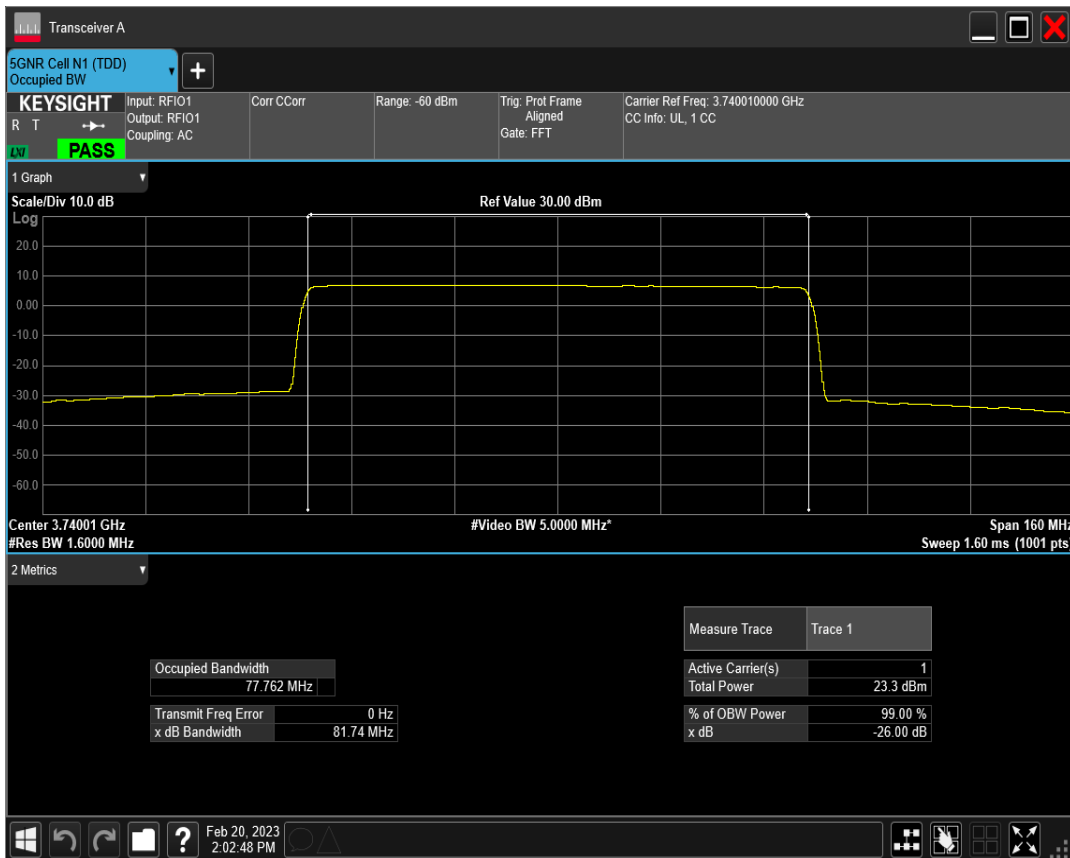 Transceiver A
5GNR Cell N1 (TDD)
Occupied BW
+
KEYSIGHT
R T
LXI
PASS
Input: RFIO1
Output: RFIO1
Coupling: AC
Corr CCorr
Range: -60 dBm
Trig: Prot Frame
Aligned
Gate: FFT
Carrier Ref Freq: 3.740010000 GHz
CC Info: UL, 1 CC
1 Graph
Scale/Div 10.0 dB
Ref Value 30.00 dBm
Log
20.0
10.0
0.00
-10.0
-20.0
-30.0
-40.0
-50.0
-60.0
Center 3.74001 GHz
#Video BW 5.0000 MHz*
Span 160 MHz
#Res BW 1.6000 MHz
Sweep 1.60 ms (1001 pts)
2 Metrics
Measure Trace Trace 1
Occupied Bandwidth
77.762 MHz
Active Carrier(s) 1
Total Power 23.3 dBm
Transmit Freq Error 0 Hz
x dB Bandwidth 81.74 MHz
% of OBW Power 99.00 %
x dB -26.00 dB
?
Feb 20, 2023
2:02:48 PM